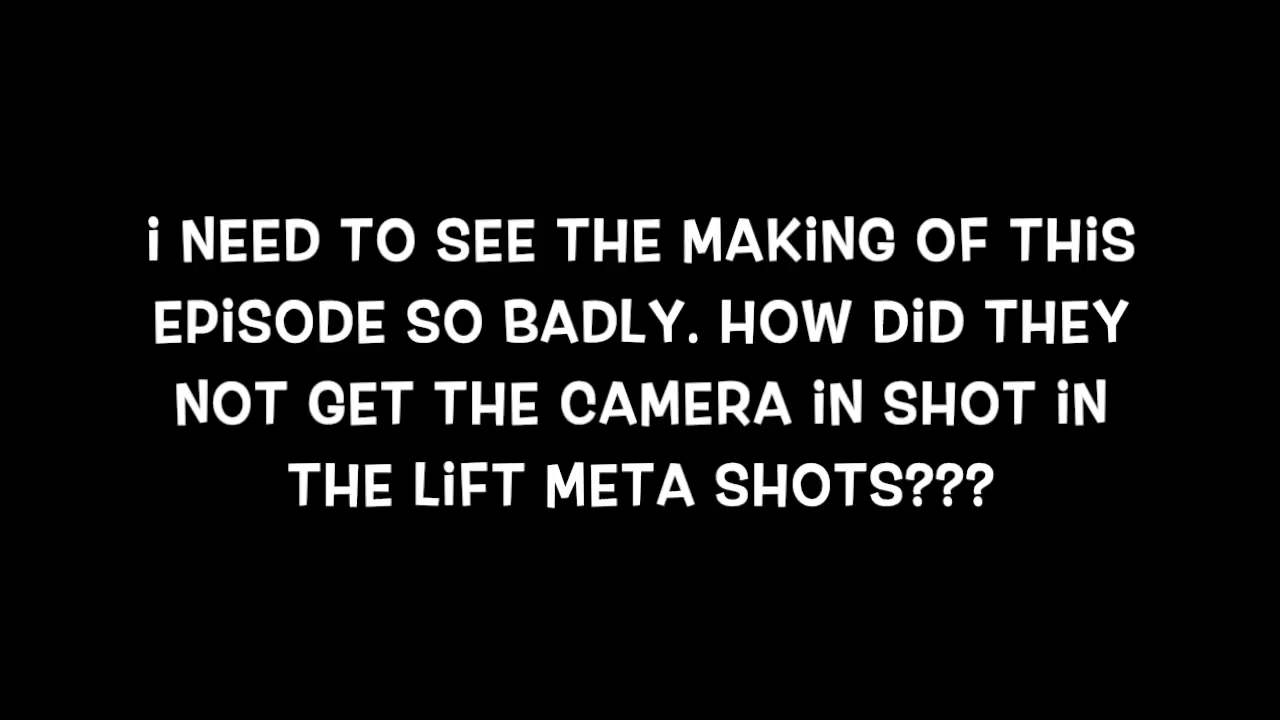 i NEED TO SEE THE MAKiNG OF THiS
EPiSODE SO BADLY. HOW DiD THEY
NOT GET THE CAMERA iN SHOT iN
THE LiFT META SHOTS???